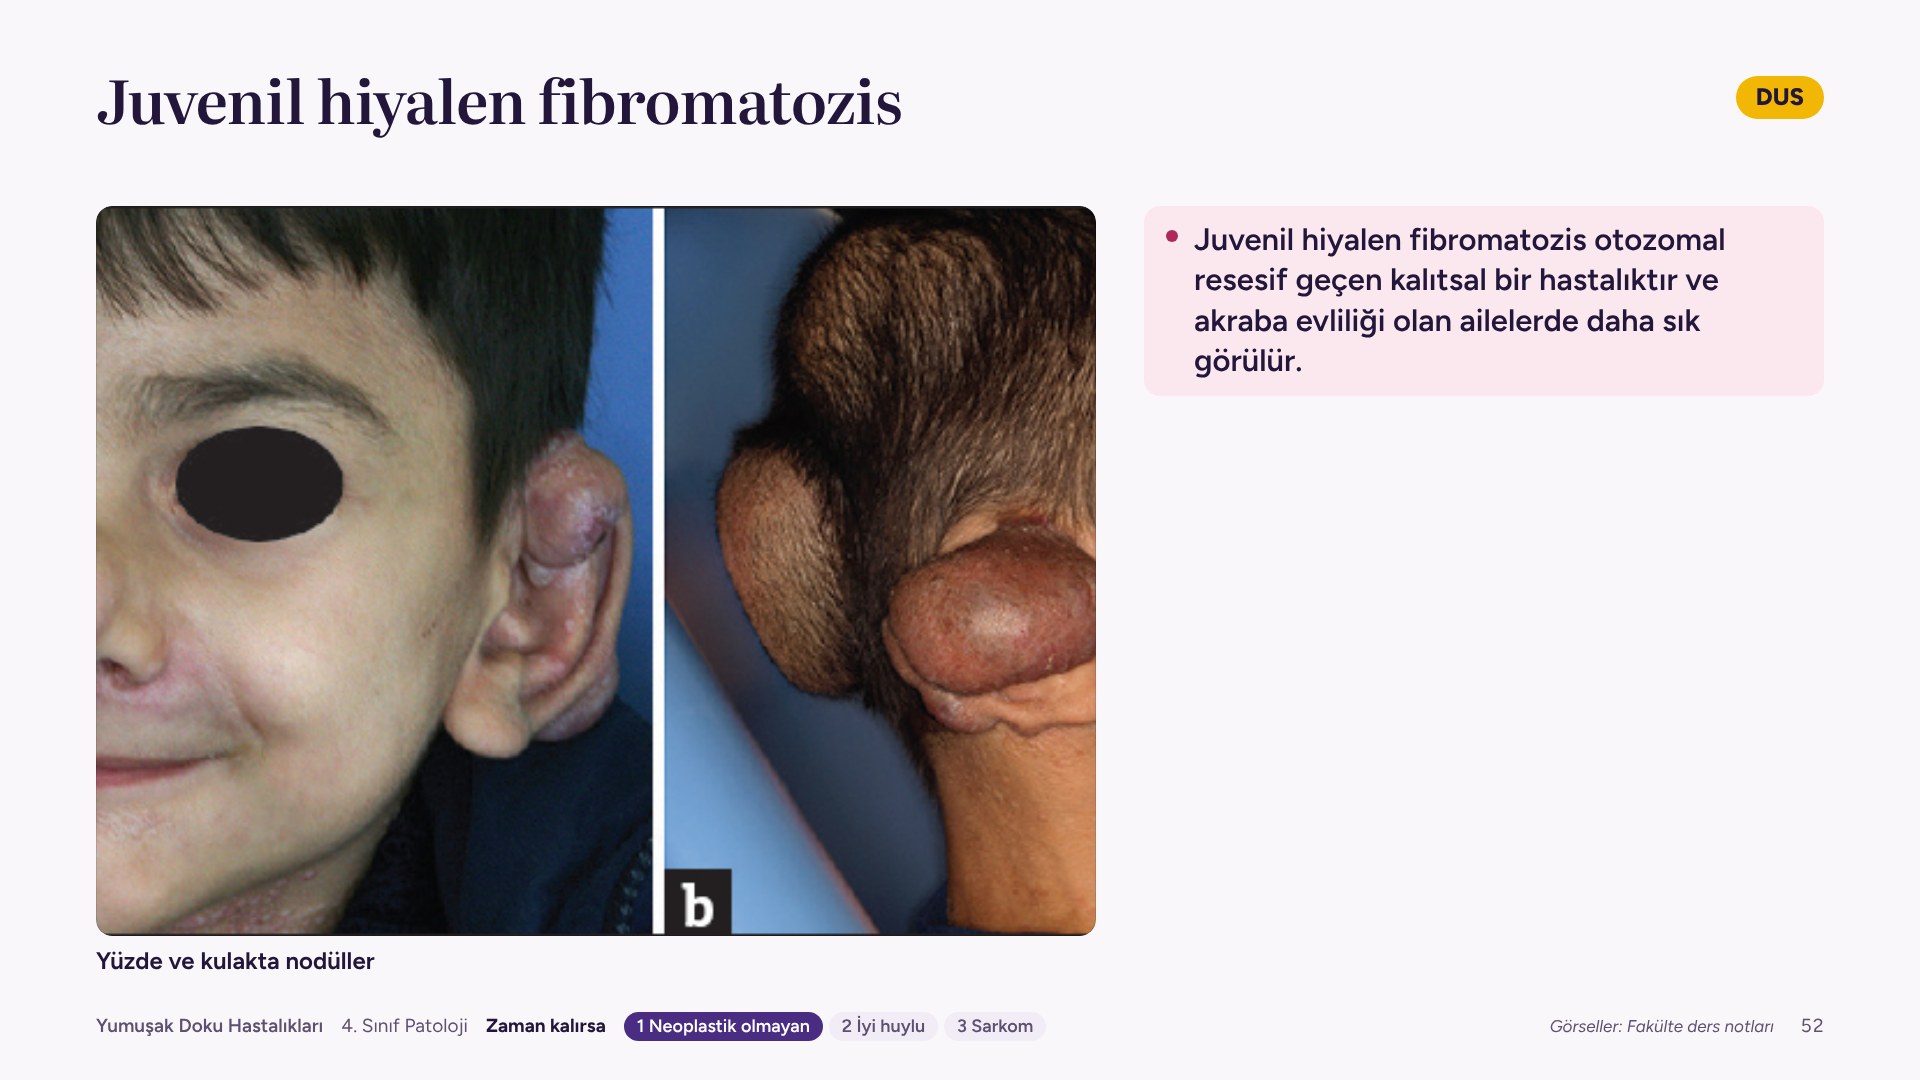 Juvenil hiyalen fibromatozis
DUS
Juvenil hiyalen fibromatozis otozomal
resesif geçen kalıtsal bir hastalıktır ve
akraba evliliği olan ailelerde daha sık
görülür.
b
Yüzde ve kulakta nodüller
Yumuşak Doku Hastalıkları 4. Sınıf Patoloji Zaman kalırsa 1 Neoplastik olmayan 2 İyi huylu 3 Sarkom Görseller: Fakülte ders notları 52